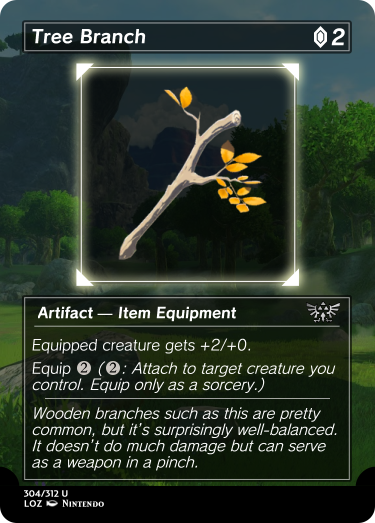 Tree Branch 2
Artifact — Item Equipment
Equipped creature gets +2/+0.
Equip 2 (2: Attach to target creature you
control. Equip only as a sorcery.)
Wooden branches such as this are pretty
common, but it's surprisingly well-balanced.
It doesn't do much damage but can serve
as a weapon in a pinch.
304/312 U
LOZ Nintendo